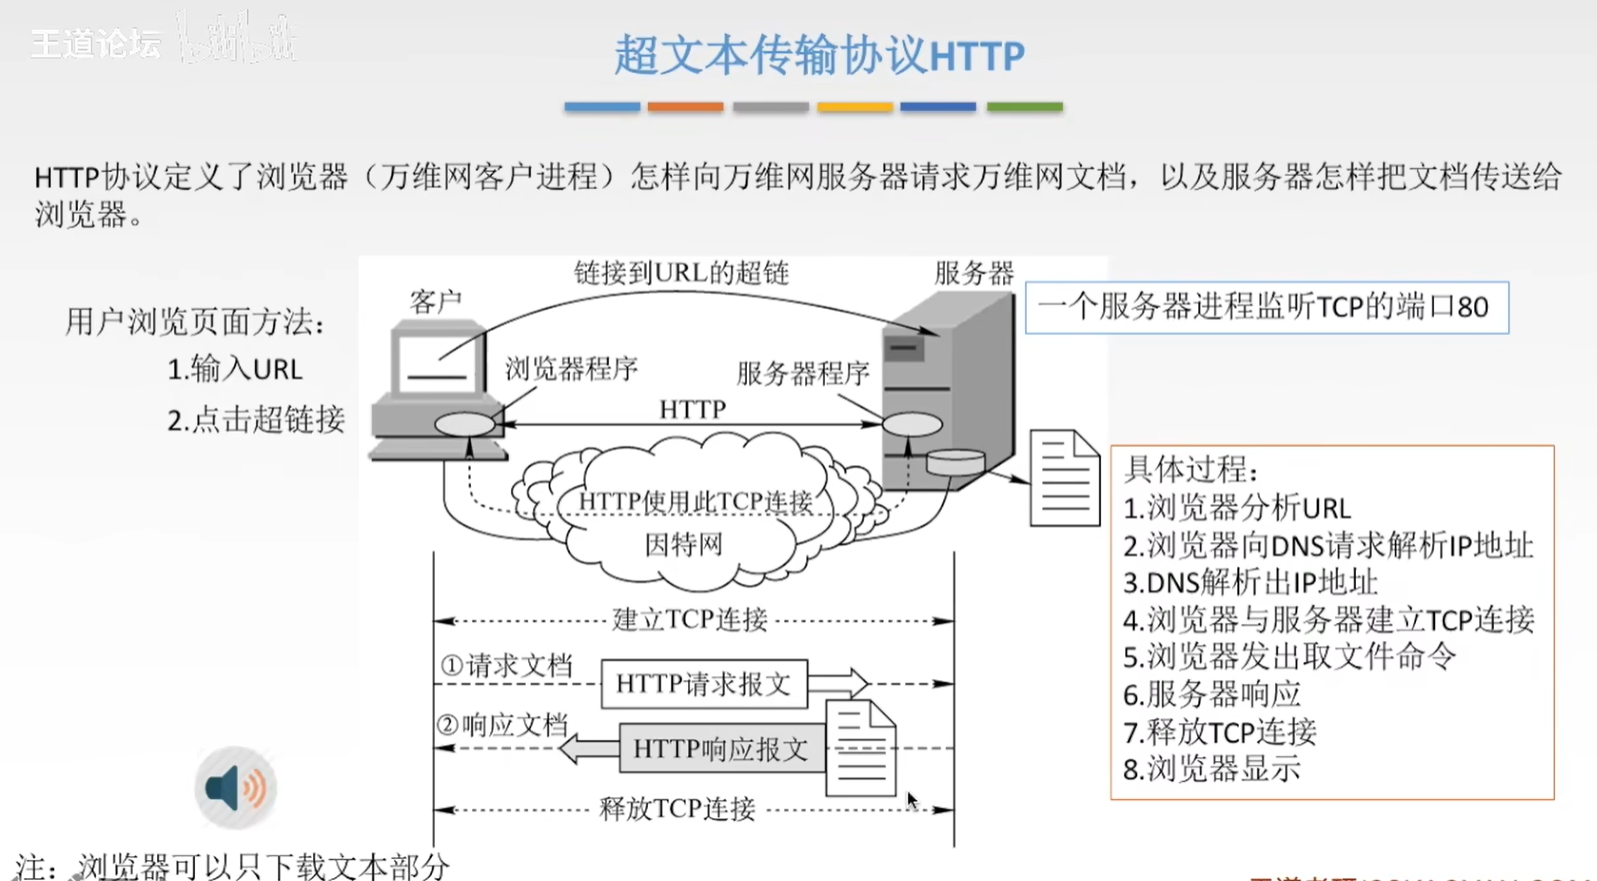 王道论坛 bilibili
超文本传输协议HTTP
HTTP协议定义了浏览器（万维网客户进程）怎样向万维网服务器请求万维网文档，以及服务器怎样把文档传送给
浏览器。
用户浏览页面方法：
1.输入URL
2.点击超链接
链接到URL的超链
客户
服务器
一个服务器进程监听TCP的端口80
浏览器程序
服务器程序
HTTP
HTTP使用此TCP连接
因特网
建立TCP连接
①请求文档
HTTP请求报文
②响应文档
HTTP响应报文
释放TCP连接
具体过程：
1.浏览器分析URL
2.浏览器向DNS请求解析IP地址
3.DNS解析出IP地址
4.浏览器与服务器建立TCP连接
5.浏览器发出取文件命令
6.服务器响应
7.释放TCP连接
8.浏览器显示
注：浏览器可以只下载文本部分